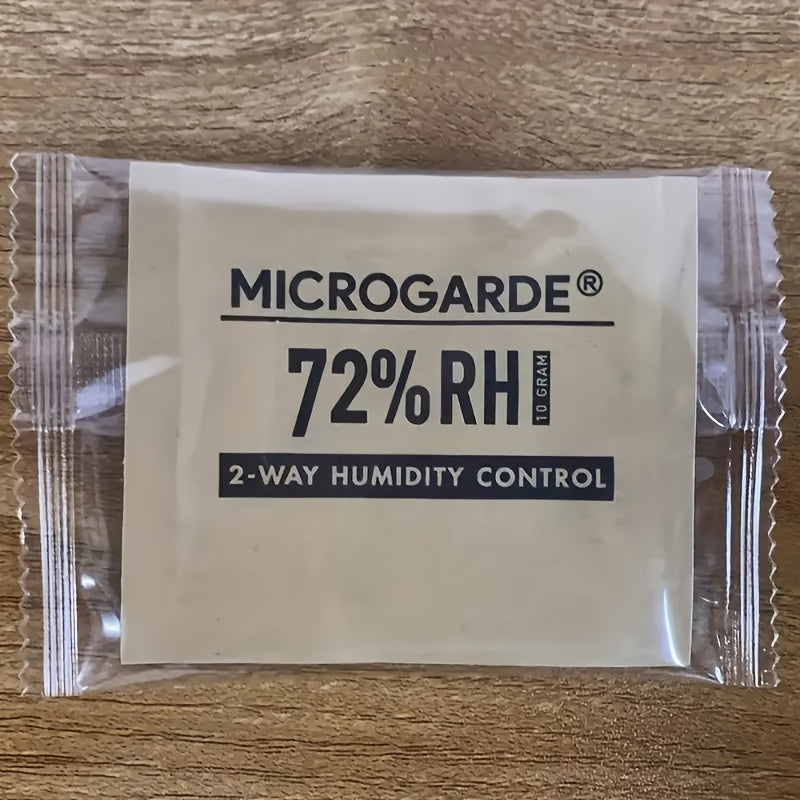 MICROGARDE®
72%RH 10 GRAM
2-WAY HUMIDITY CONTROL